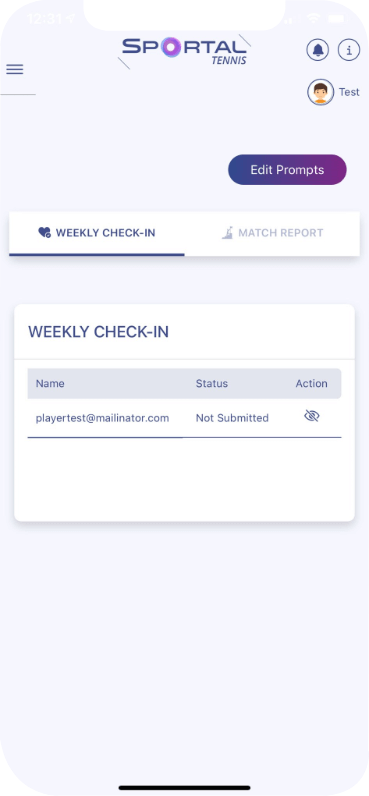 12:31
SPORTAL
TENNIS
Test
Edit Prompts
WEEKLY CHECK-IN
MATCH REPORT
WEEKLY CHECK-IN
Name Status Action
playertest@mailinator.com Not Submitted